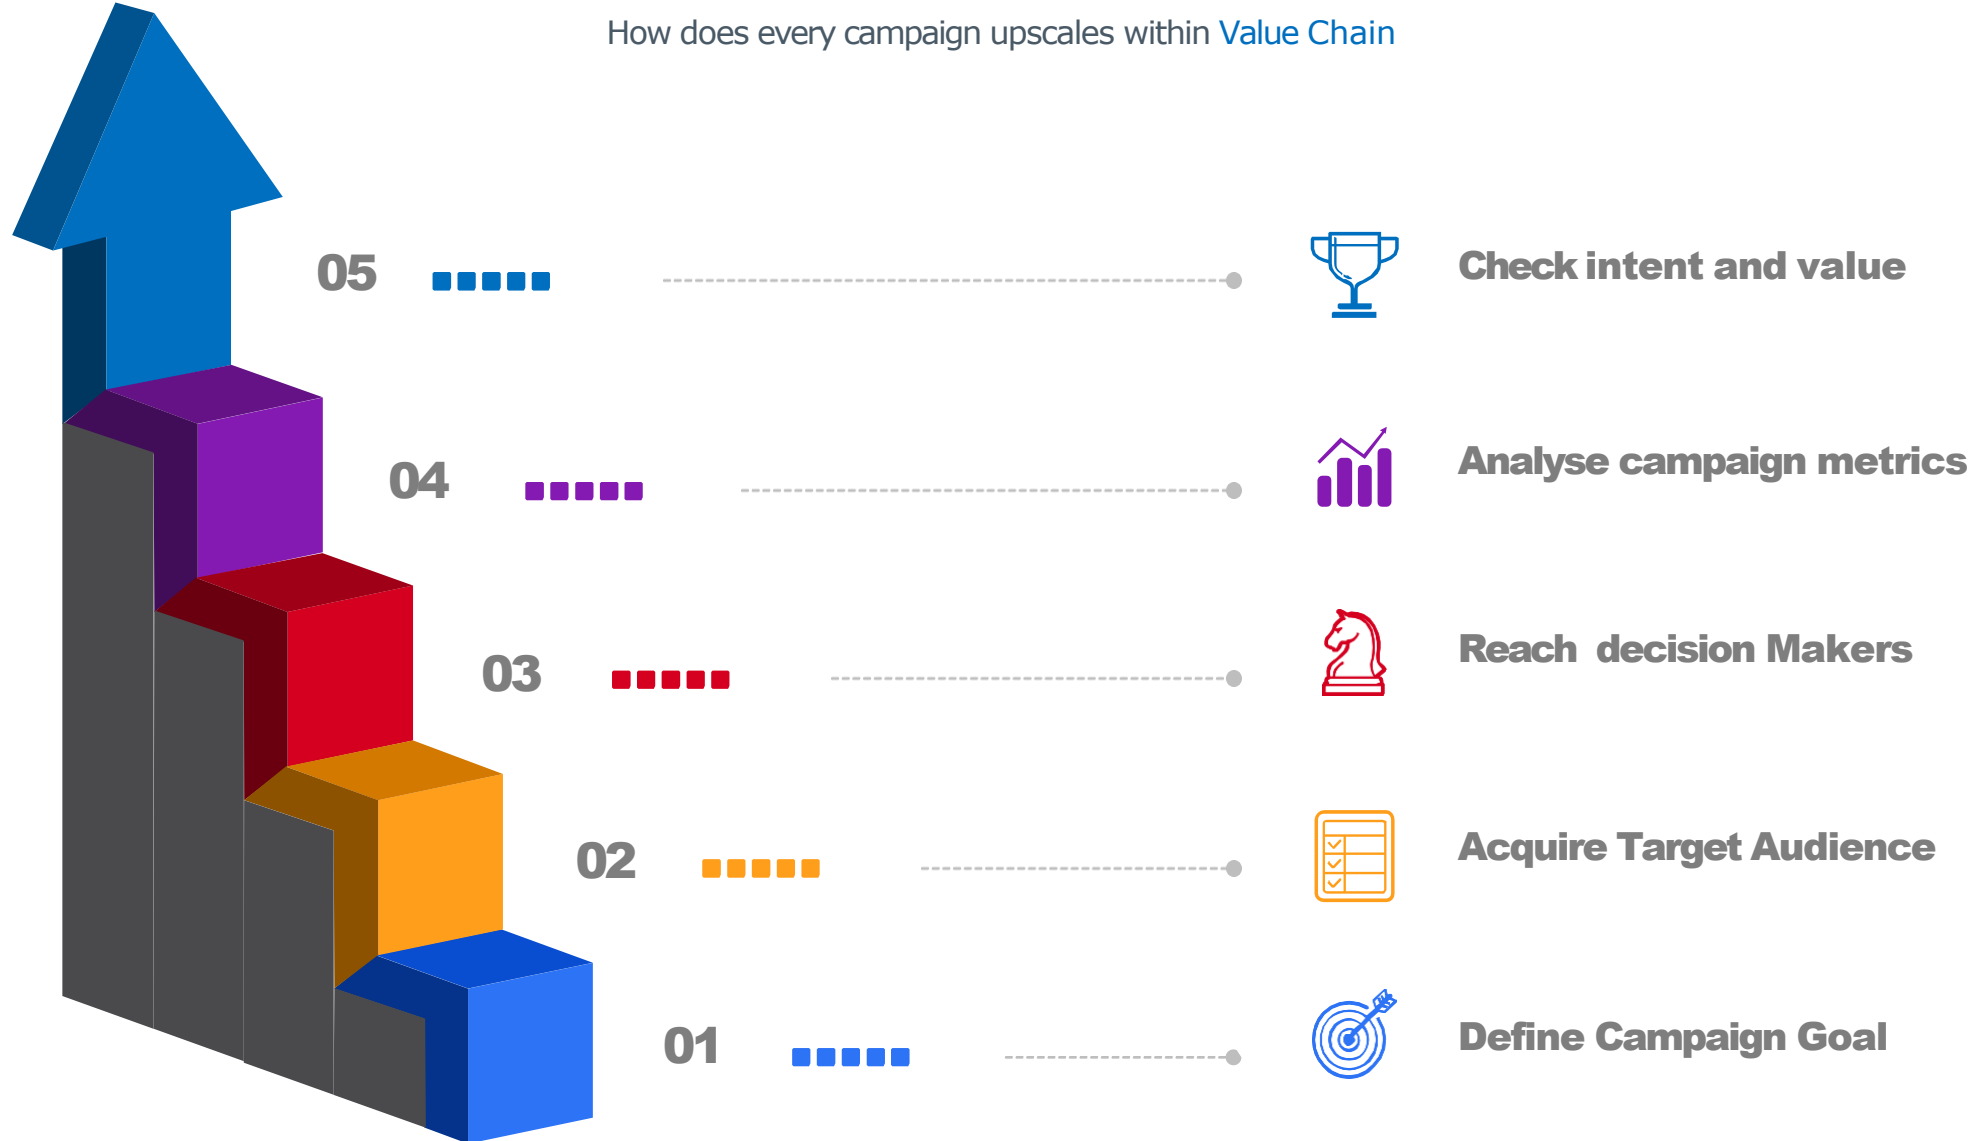 How does every campaign upscales within Value Chain
05
Check intent and value
04
Analyse campaign metrics
03
Reach decision Makers
02
Acquire Target Audience
01
Define Campaign Goal